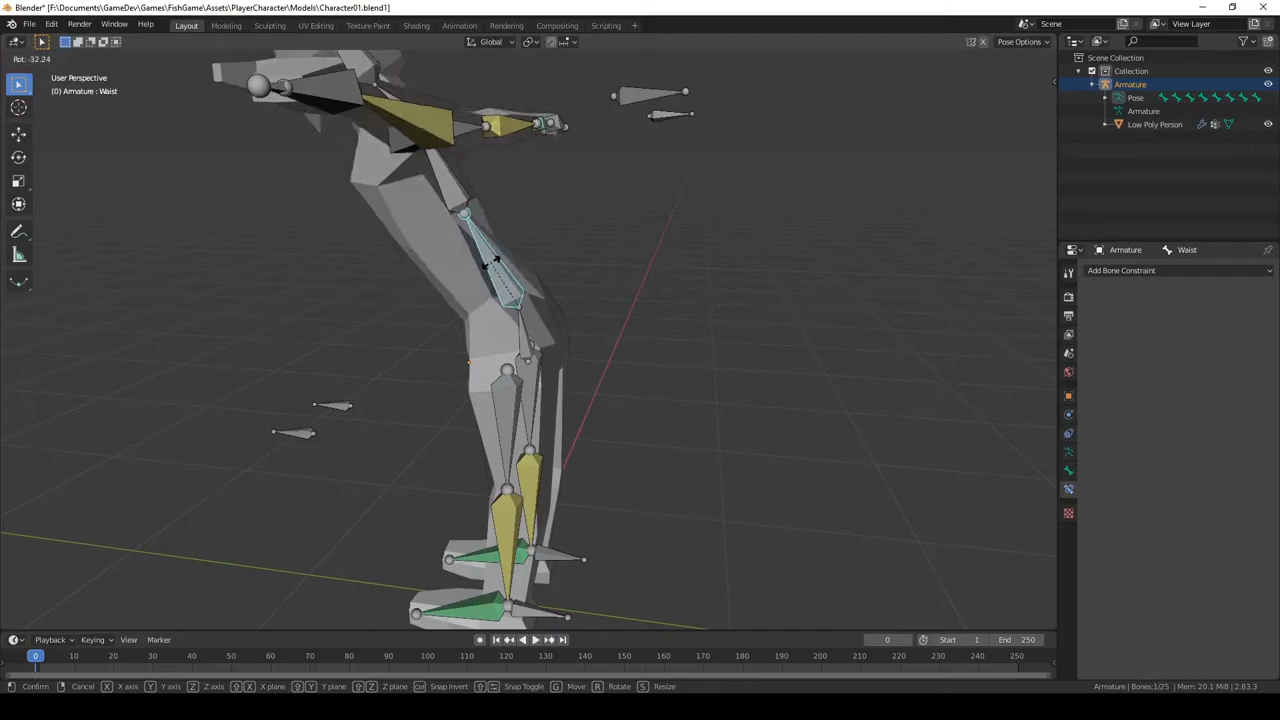 Blender* [F:\Documents\GameDev\Games\FishGame\Assets\PlayerCharacter\Models\Character01.blend1]
File Edit Render Window Help Layout Modeling Sculpting UV Editing Texture Paint Shading Animation Rendering Compositing Scripting + Scene View Layer
Global Pose Options
Rot: -32.24
User Perspective
(0) Armature : Waist
Scene Collection
Collection
Armature
Pose
Armature
Low Poly Person
Armature Waist
Add Bone Constraint
Playback Keying View Marker 0 Start 1 End 250
0 10 20 30 40 50 60 70 80 90 100 110 120 130 140 150 160 170 180 190 200 210 220 230 240 250
Confirm Cancel X X axis Y Y axis Z Z axis X X plane Y Y plane Z Z plane Ctrl Snap Invert Snap Toggle G Move R Rotate S Resize Armature | Bones:1/25 | Mem: 20.1 MiB | 2.83.3